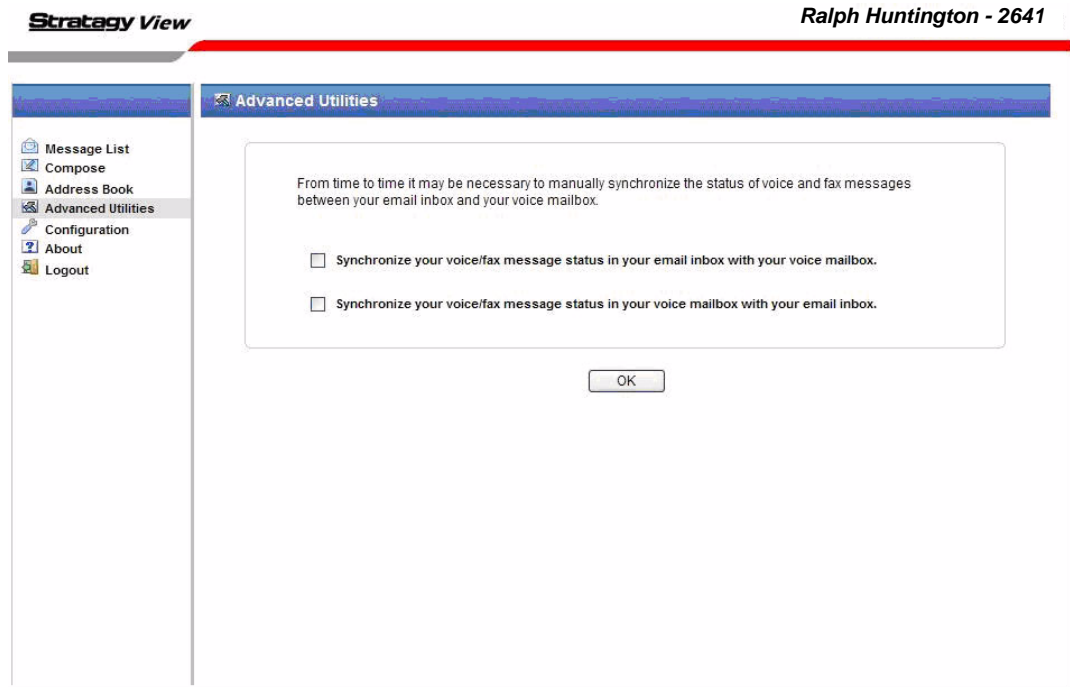 Stratagy View
Ralph Huntington - 2641
Advanced Utilities
Message List
Compose
Address Book
Advanced Utilities
Configuration
About
Logout
From time to time it may be necessary to manually synchronize the status of voice and fax messages
between your email inbox and your voice mailbox.
Synchronize your voice/fax message status in your email inbox with your voice mailbox.
Synchronize your voice/fax message status in your voice mailbox with your email inbox.
OK